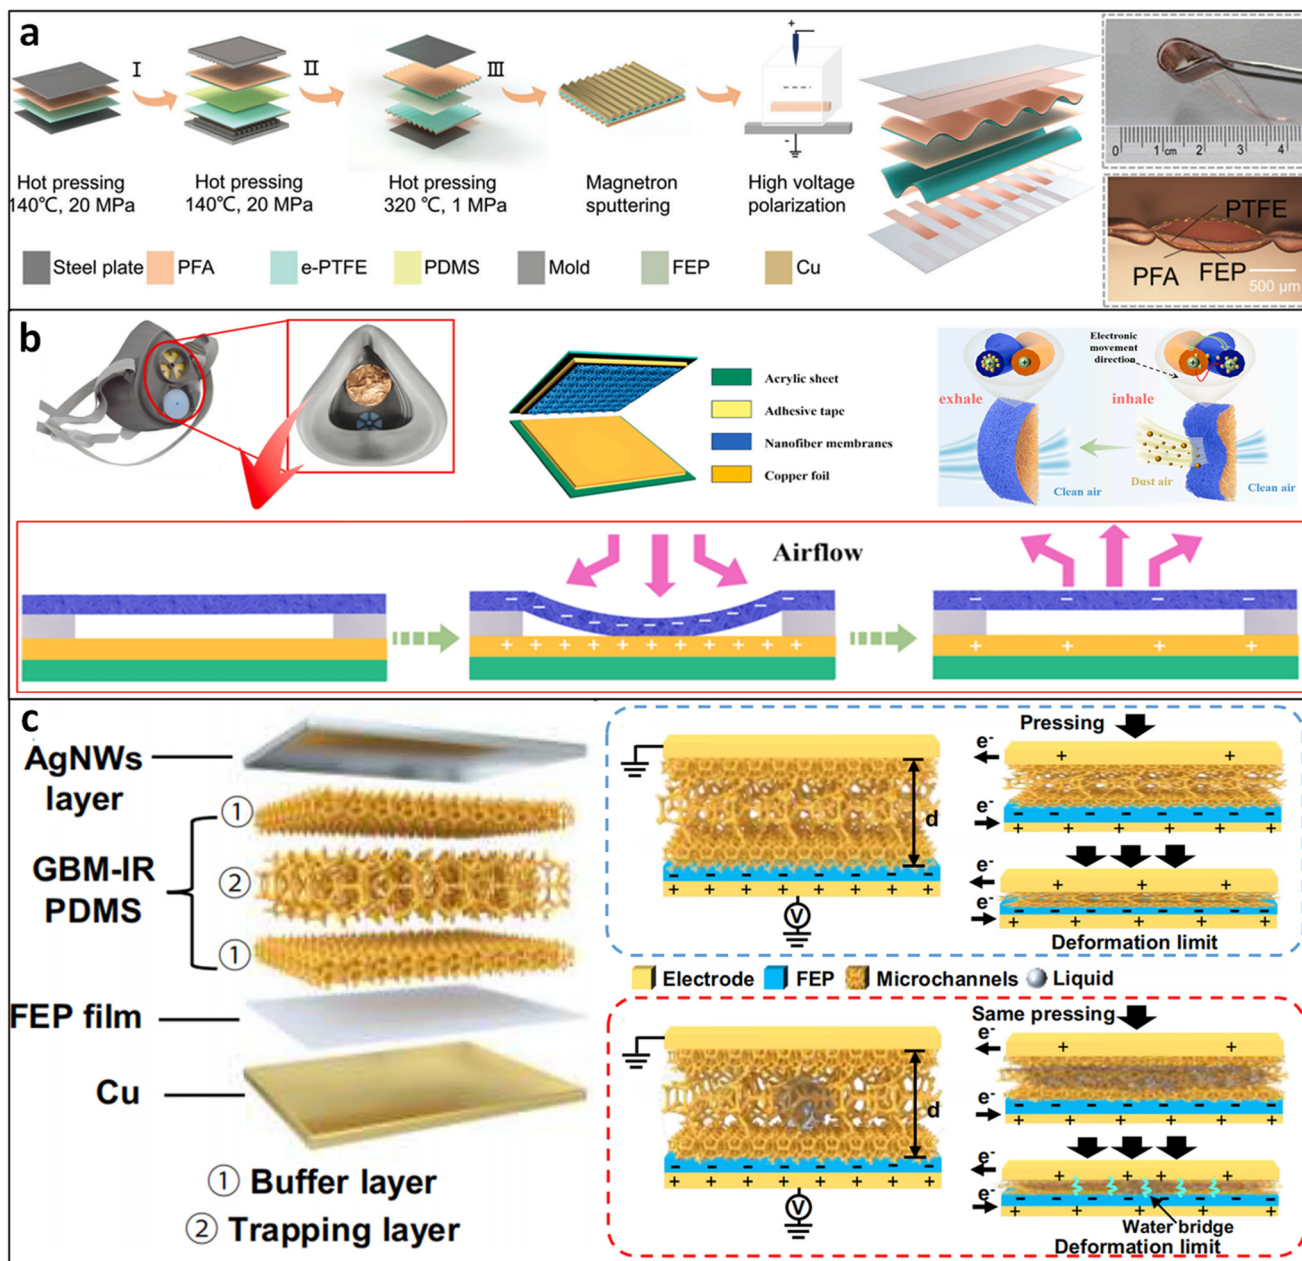 a
I
II
III
+
-
Hot pressing
140℃, 20 MPa
Hot pressing
140℃, 20 MPa
Hot pressing
320 ℃, 1 MPa
Magnetron
sputtering
High voltage
polarization
Steel plate
PFA
e-PTFE
PDMS
Mold
FEP
Cu
0 1 cm 2 3 4
PTFE
PFA
FEP
500 μm
b
Acrylic sheet
Adhesive tape
Nanofiber membranes
Copper foil
Electronic
movement
direction
exhale
inhale
Clean air
Dust air
Clean air
Airflow
− − − − − − − −
+ + + + + + + + + +
− − − −
+ + + +
c
AgNWs
layer
①
GBM-IR
PDMS
②
①
FEP film
Cu
① Buffer layer
② Trapping layer
d
- - - - - - - - -
+ + + + + + + +
V
Pressing
e-
+ +
e-
- - - - - - -
+ + + + + + +
e-
+ + +
e-
- - - - - - -
+ + + + +
Deformation limit
Electrode
FEP
Microchannels
Liquid
d
- - - - - - - - -
+ + + + + + + +
V
Same pressing
e-
+ +
e-
- - - - - - -
+ + + + + + +
e-
+ + + +
e-
- - - - - -
+ + + + +
Water bridge
Deformation limit